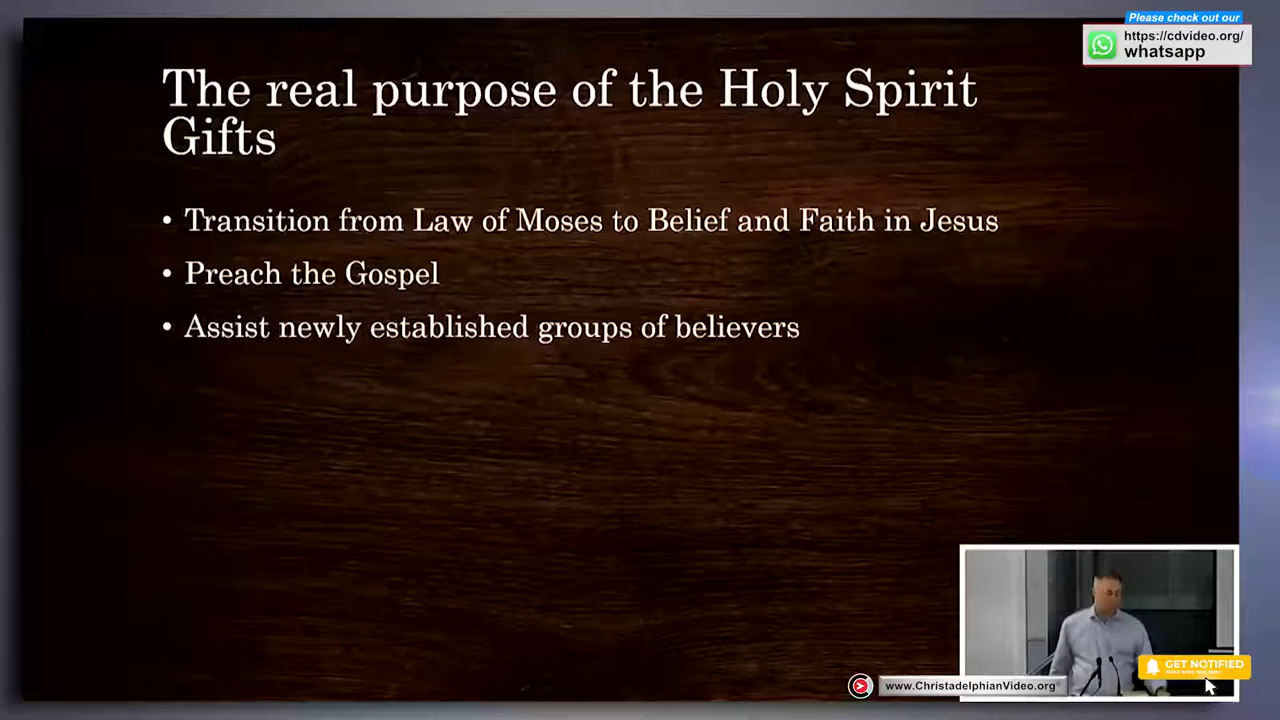 Please check out our
https://cdvideo.org/
whatsapp
The real purpose of the Holy Spirit
Gifts
• Transition from Law of Moses to Belief and Faith in Jesus
• Preach the Gospel
• Assist newly established groups of believers
GET NOTIFIED
www.ChristadelphianVideo.org